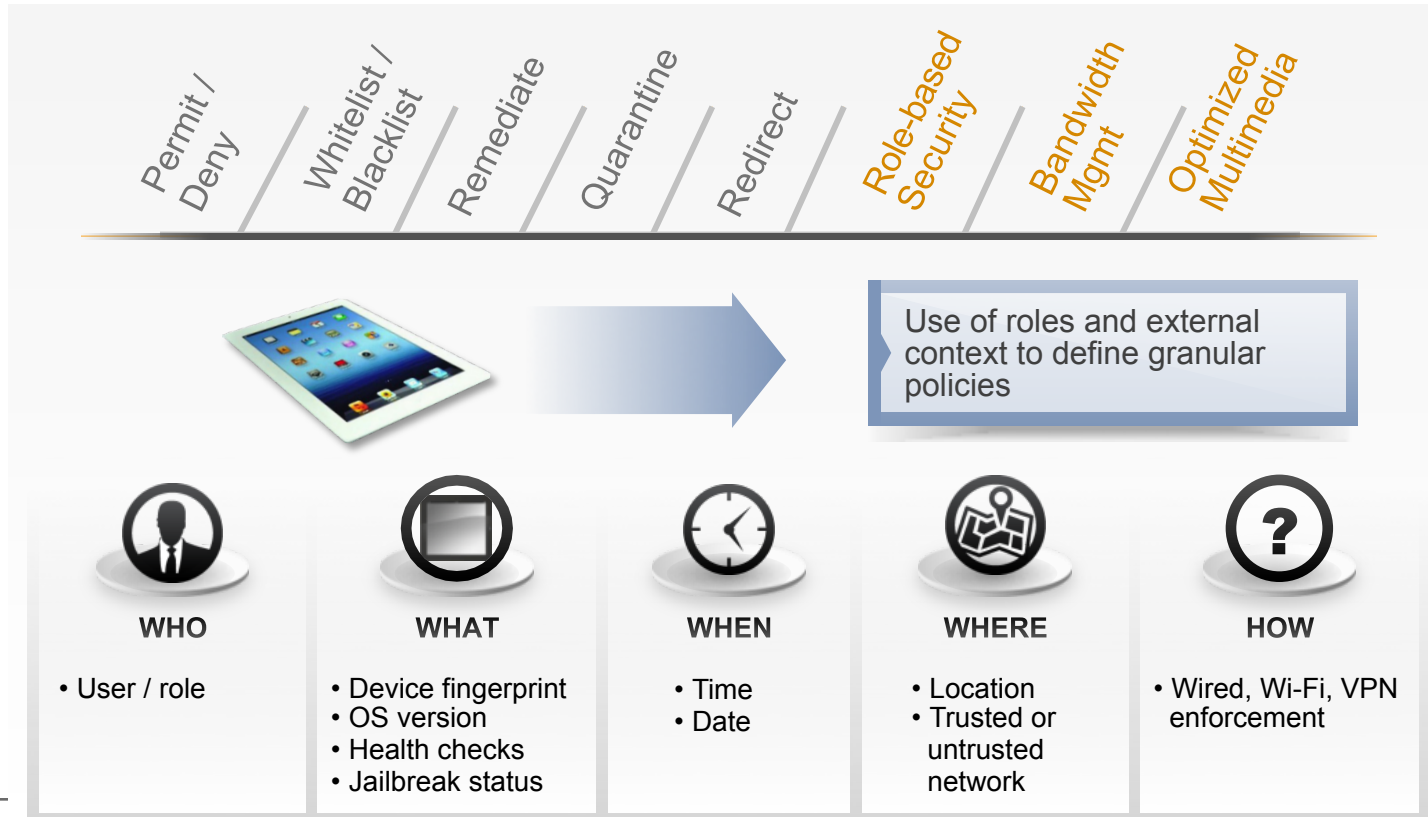 Permit /
Deny
Whitelist /
Blacklist
Remediate
Quarantine
Redirect
Role-based
Security
Bandwidth
Mgmt
Optimized
Multimedia
Use of roles and external
context to define granular
policies
WHO
• User / role
WHAT
• Device fingerprint
• OS version
• Health checks
• Jailbreak status
WHEN
• Time
• Date
WHERE
• Location
• Trusted or
untrusted
network
?
HOW
• Wired, Wi-Fi, VPN
enforcement